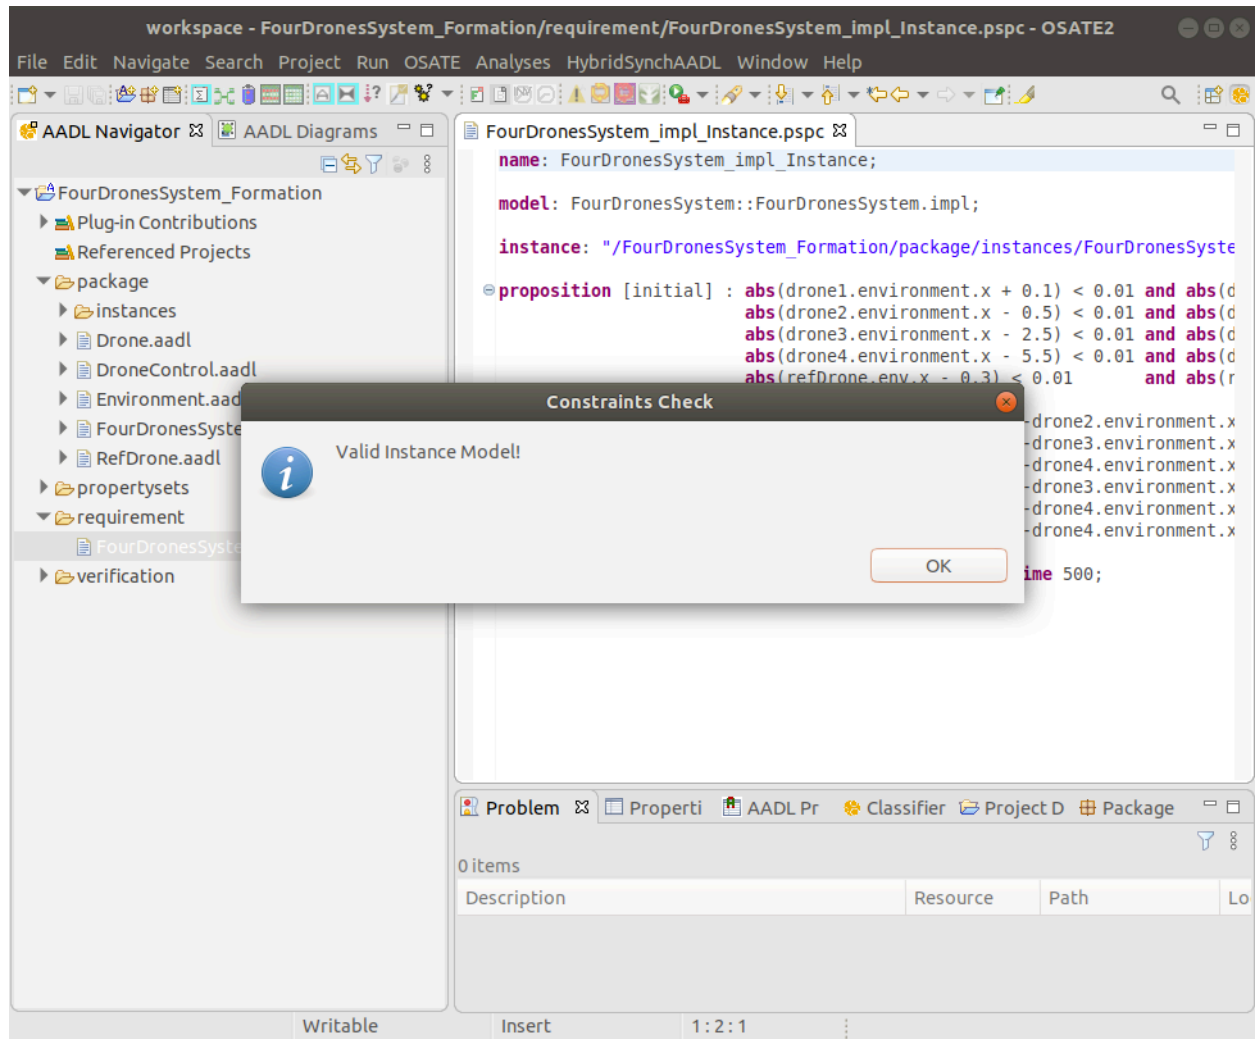 workspace - FourDronesSystem_Formation/requirement/FourDronesSystem_impl_Instance.pspc - OSATE2
File Edit Navigate Search Project Run OSATE Analyses HybridSynchAADL Window Help
AADL Navigator
AADL Diagrams
FourDronesSystem_Formation
Plug-in Contributions
Referenced Projects
package
instances
Drone.aadl
DroneControl.aadl
Environment.aad
FourDronesSyste
RefDrone.aadl
propertysets
requirement
FourDronesSyste
verification
FourDronesSystem_impl_Instance.pspc
name: FourDronesSystem_impl_Instance;
model: FourDronesSystem::FourDronesSystem.impl;
instance: "/FourDronesSystem_Formation/package/instances/FourDronesSyste
proposition [initial] : abs(drone1.environment.x + 0.1) < 0.01 and abs(d
abs(drone2.environment.x - 0.5) < 0.01 and abs(d
abs(drone3.environment.x - 2.5) < 0.01 and abs(d
abs(drone4.environment.x - 5.5) < 0.01 and abs(d
abs(refDrone.env.x - 0.3) < 0.01 and abs(r
-drone2.environment.x
-drone3.environment.x
-drone4.environment.x
-drone3.environment.x
-drone4.environment.x
-drone4.environment.x
ime 500;
Constraints Check
Valid Instance Model!
OK
Problem
Properti
AADL Pr
Classifier
Project D
Package
0 items
Description Resource Path Lo
Writable Insert 1 : 2 : 1